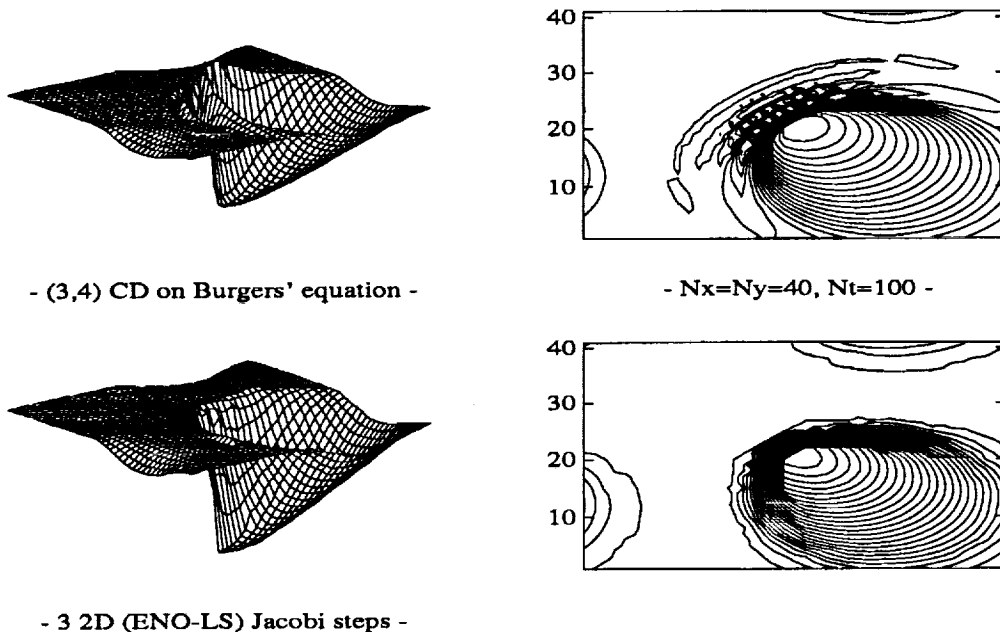 40
30
20
10
- (3,4) CD on Burgers' equation -
- Nx=Ny=40, Nt=100 -
40
30
20
10
- 3 2D (ENO-LS) Jacobi steps -